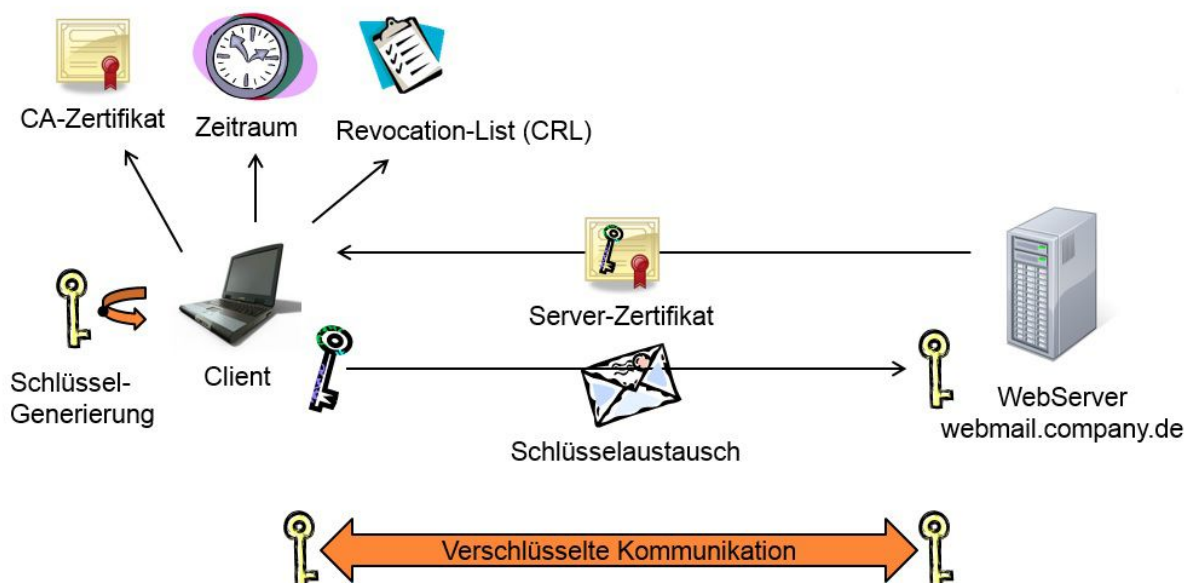 CA-Zertifikat
Zeitraum
Revocation-List (CRL)
Server-Zertifikat
Schlüssel-
Generierung
Client
Schlüsselaustausch
WebServer
webmail.company.de
Verschlüsselte Kommunikation